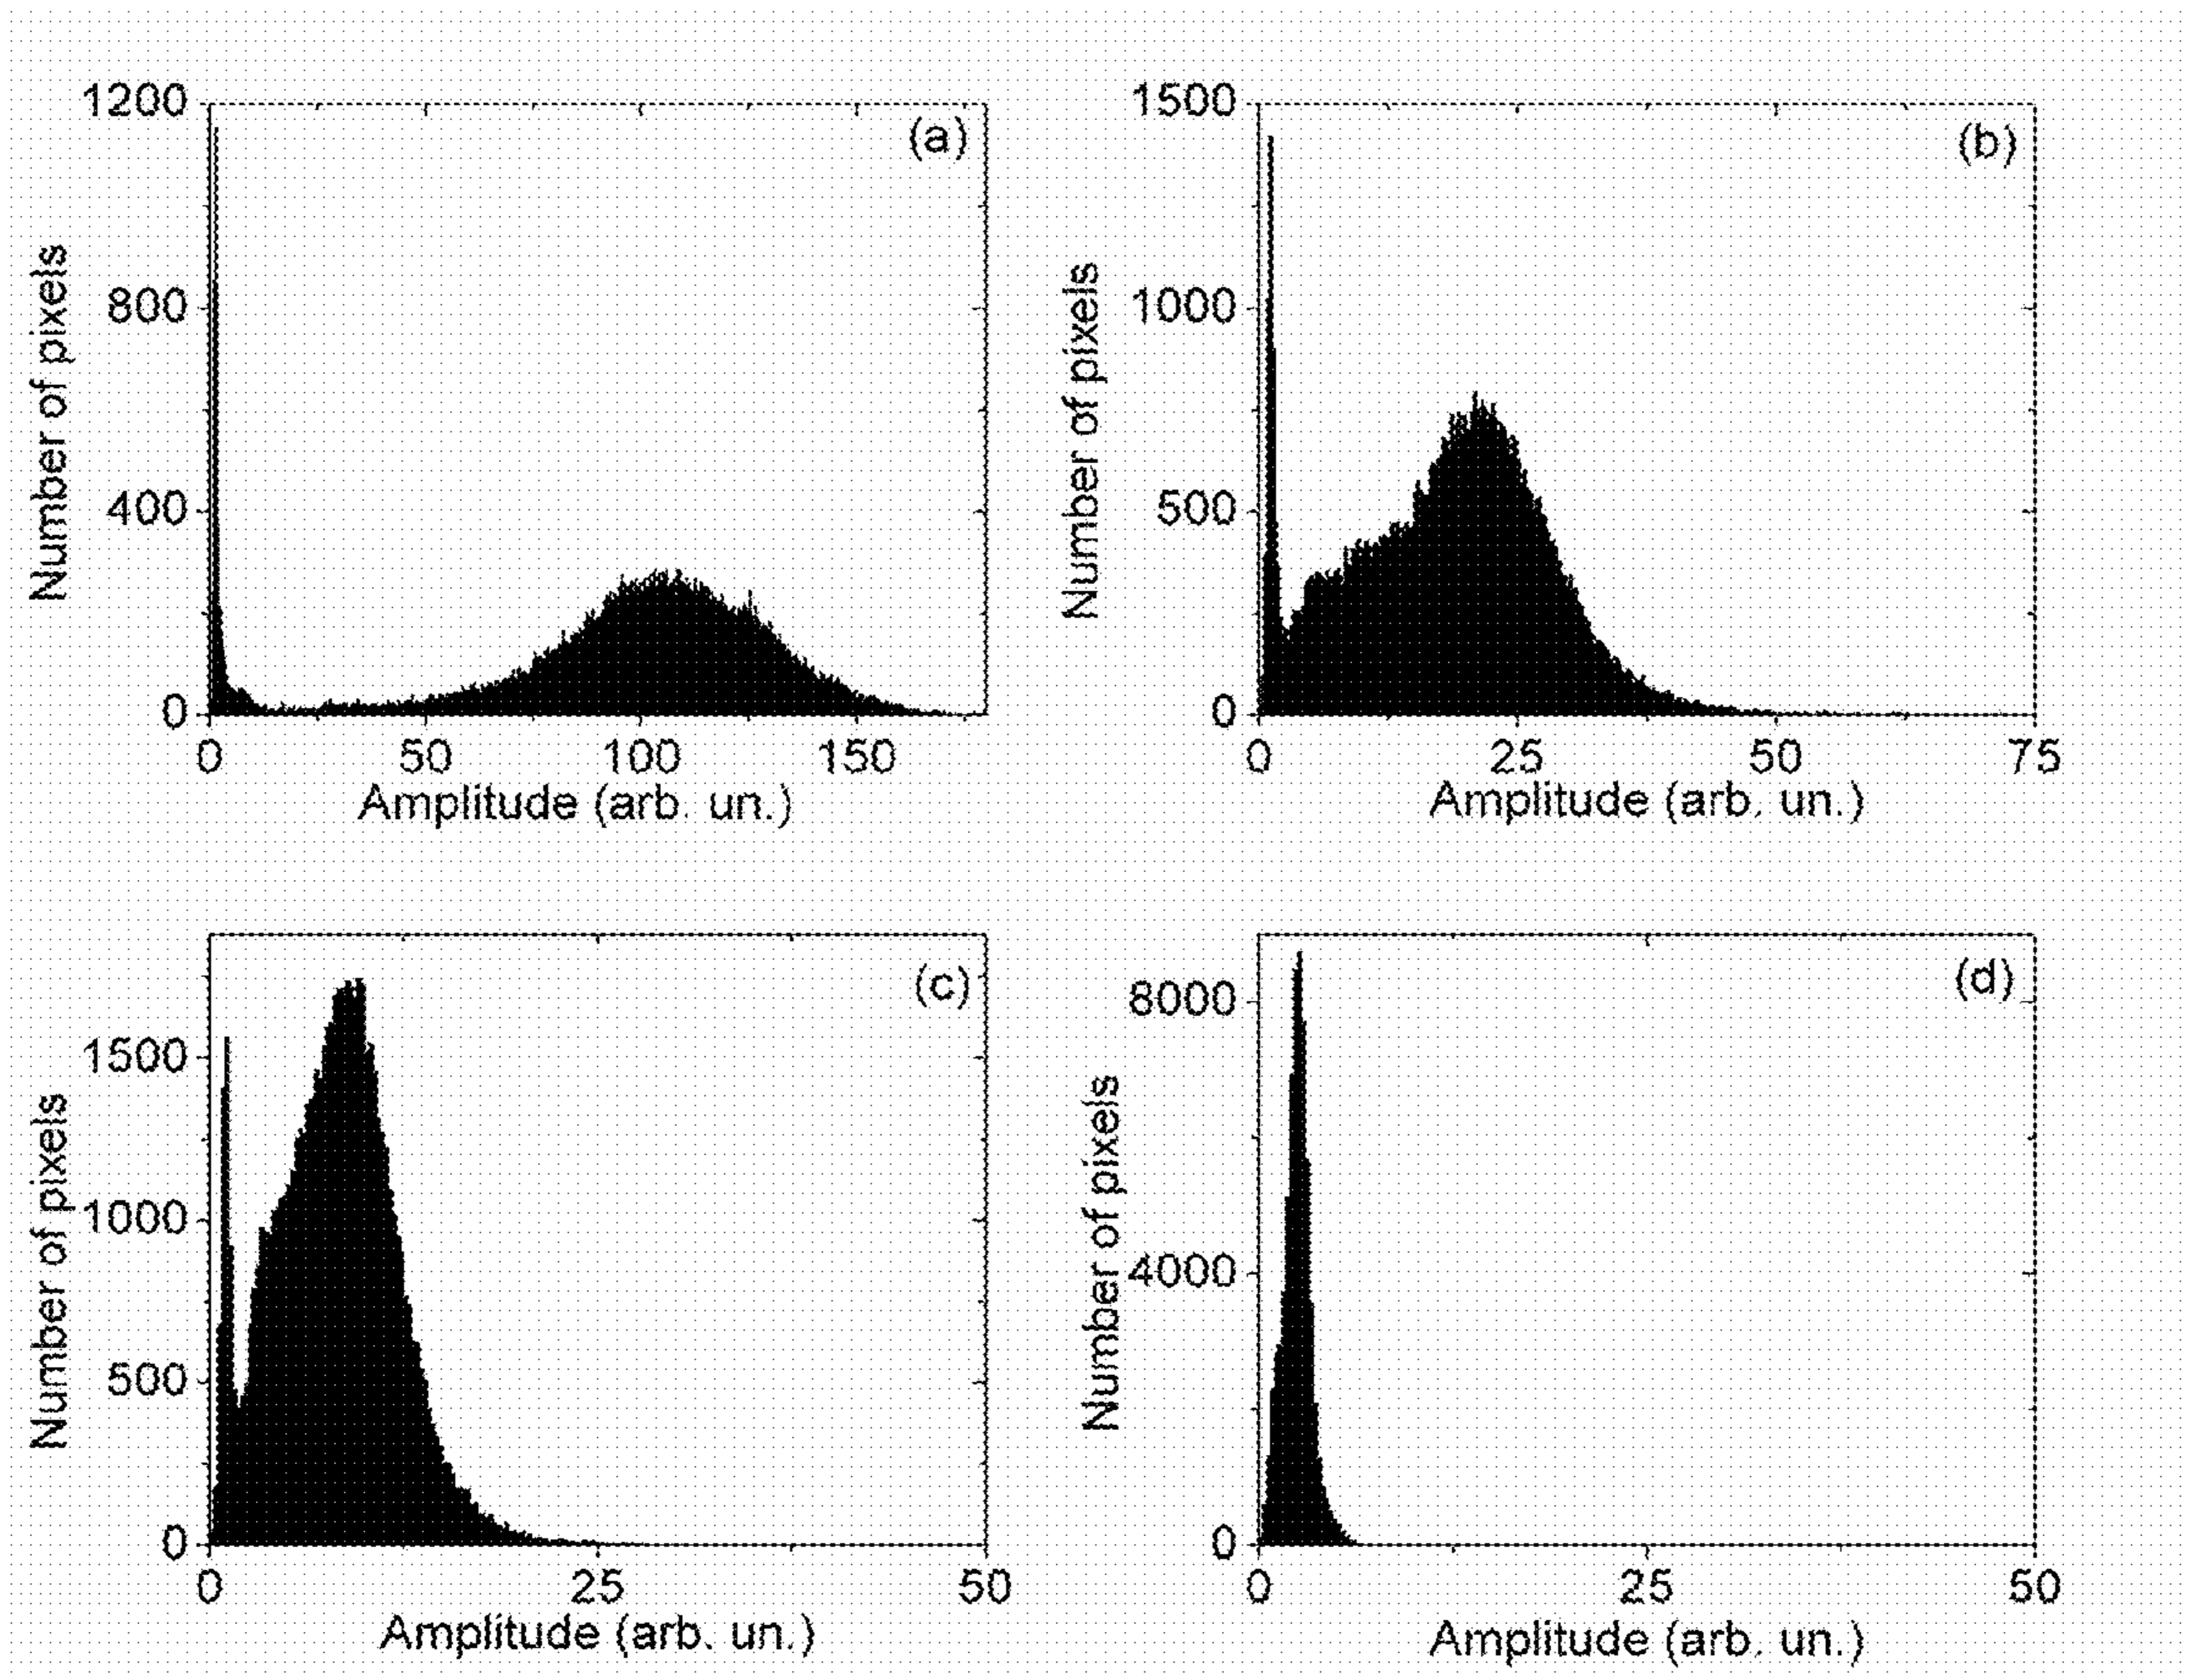 1200
(a)
800
400
0
0 50 100 150
Number of pixels
Amplitude (arb. un.)
1500
(b)
1000
500
0
0 25 50 75
Number of pixels
Amplitude (arb. un.)
(c)
1500
1000
500
0
0 25 50
Number of pixels
Amplitude (arb. un.)
(d)
8000
4000
0
0 25 50
Number of pixels
Amplitude (arb. un.)